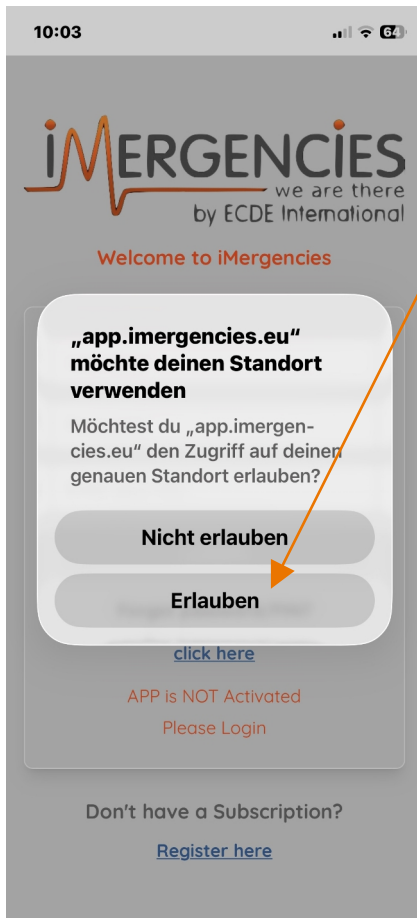 10:03
64
iMERGENCIES
we are there
by ECDE International
Welcome to iMergencies
„app.imergencies.eu“
möchte deinen Standort
verwenden
Möchtest du „app.imergen-
cies.eu“ den Zugriff auf deinen
genauen Standort erlauben?
Nicht erlauben
Erlauben
click here
APP is NOT Activated
Please Login
Don't have a Subscription?
Register here